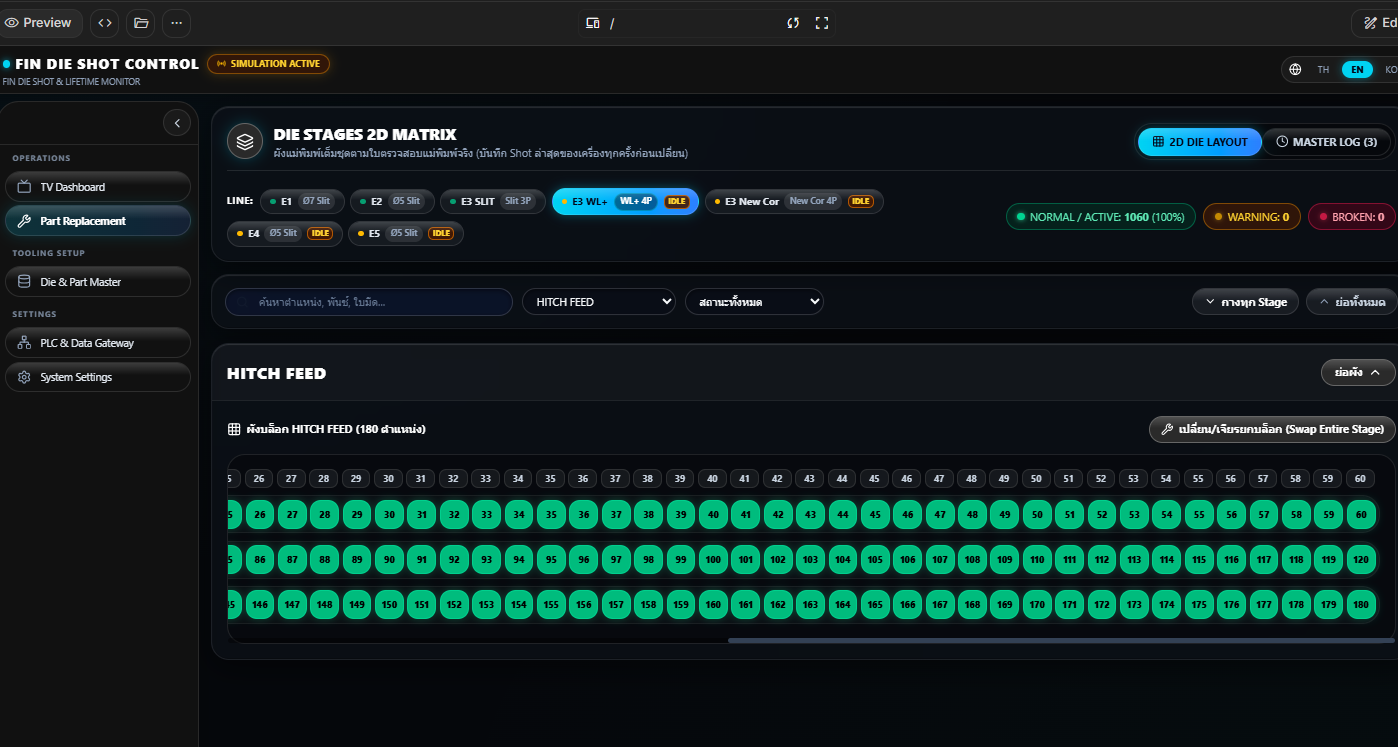 Preview
/
Ed
FIN DIE SHOT CONTROL
SIMULATION ACTIVE
FIN DIE SHOT & LIFETIME MONITOR
TH EN KO
OPERATIONS
TV Dashboard
Part Replacement
TOOLING SETUP
Die & Part Master
SETTINGS
PLC & Data Gateway
System Settings
DIE STAGES 2D MATRIX
ผังแม่พิมพ์เต็มชุดตามใบตรวจสอบแม่พิมพ์จริง (บันทึก Shot ล่าสุดของเครื่องทุกครั้งก่อนเปลี่ยน)
2D DIE LAYOUT
MASTER LOG (3)
LINE: E1 Ø7 Slit E2 Ø5 Slit E3 SLIT Slit 3P E3 WL+ WL+ 4P IDLE E3 New Cor New Cor 4P IDLE
E4 Ø5 Slit IDLE E5 Ø5 Slit IDLE
NORMAL / ACTIVE: 1060 (100%) WARNING: 0 BROKEN: 0
ค้นหาตำแหน่ง, พันช์, ใบมีด...
HITCH FEED
สถานะทั้งหมด
กางทุก Stage
ย่อทั้งหมด
HITCH FEED
ย่อผัง
ผังบล็อก HITCH FEED (180 ตำแหน่ง)
เปลี่ยน/เจียรยกบล็อก (Swap Entire Stage)
5 26 27 28 29 30 31 32 33 34 35 36 37 38 39 40 41 42 43 44 45 46 47 48 49 50 51 52 53 54 55 56 57 58 59 60
5 26 27 28 29 30 31 32 33 34 35 36 37 38 39 40 41 42 43 44 45 46 47 48 49 50 51 52 53 54 55 56 57 58 59 60
5 86 87 88 89 90 91 92 93 94 95 96 97 98 99 100 101 102 103 104 105 106 107 108 109 110 111 112 113 114 115 116 117 118 119 120
45 146 147 148 149 150 151 152 153 154 155 156 157 158 159 160 161 162 163 164 165 166 167 168 169 170 171 172 173 174 175 176 177 178 179 180